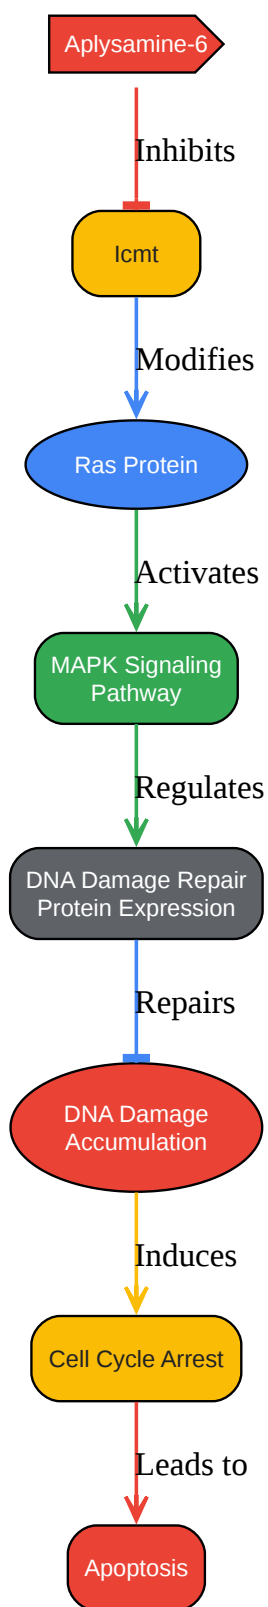 Aplysamine-6
Inhibits
Icmt
Modifies
Ras Protein
Activates
MAPK Signaling
Pathway
Regulates
DNA Damage Repair
Protein Expression
Repairs
DNA Damage
Accumulation
Induces
Cell Cycle Arrest
Leads to
Apoptosis